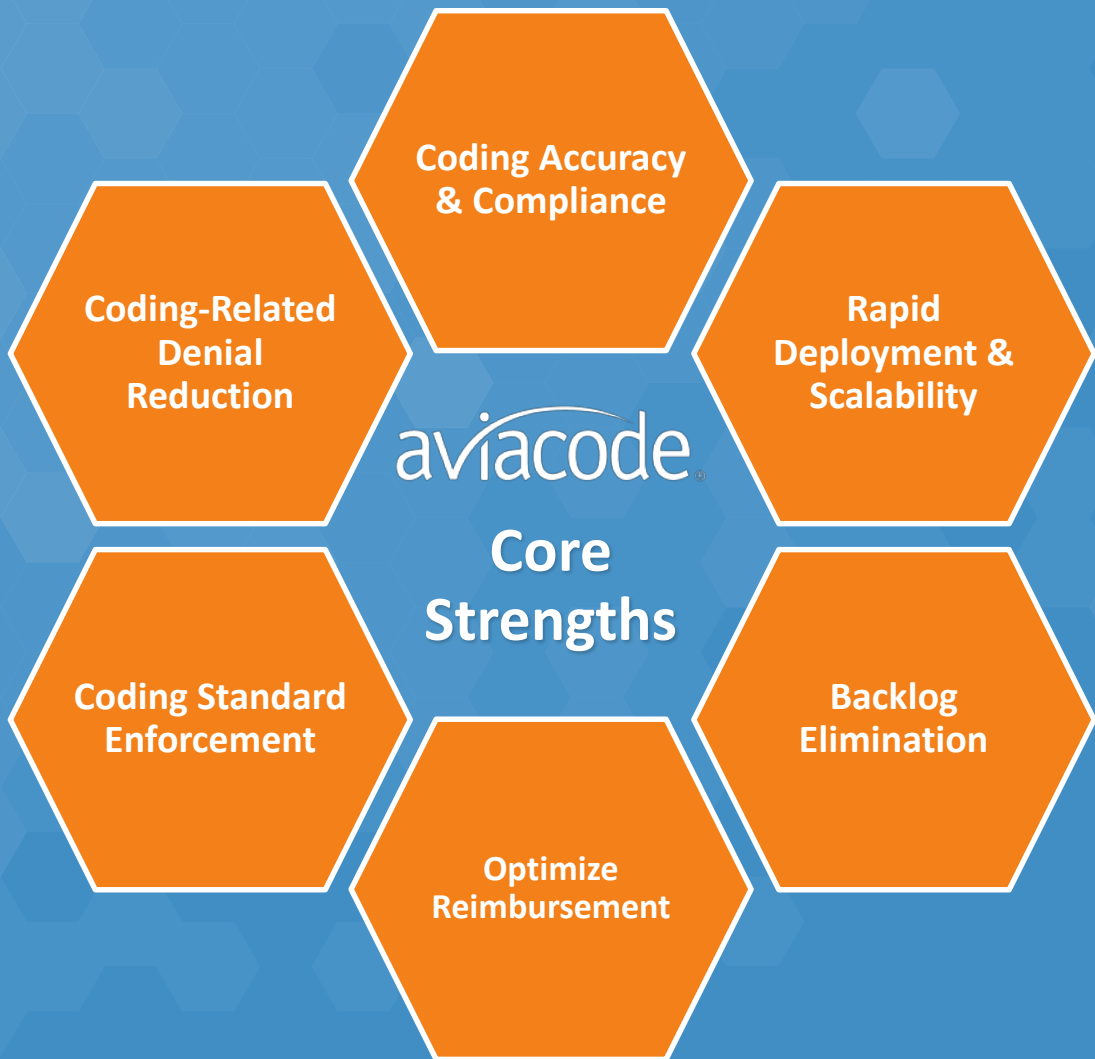 Coding Accuracy
& Compliance
Coding-Related
Denial
Reduction
Rapid
Deployment &
Scalability
aviacode®
Core
Strengths
Coding Standard
Enforcement
Backlog
Elimination
Optimize
Reimbursement